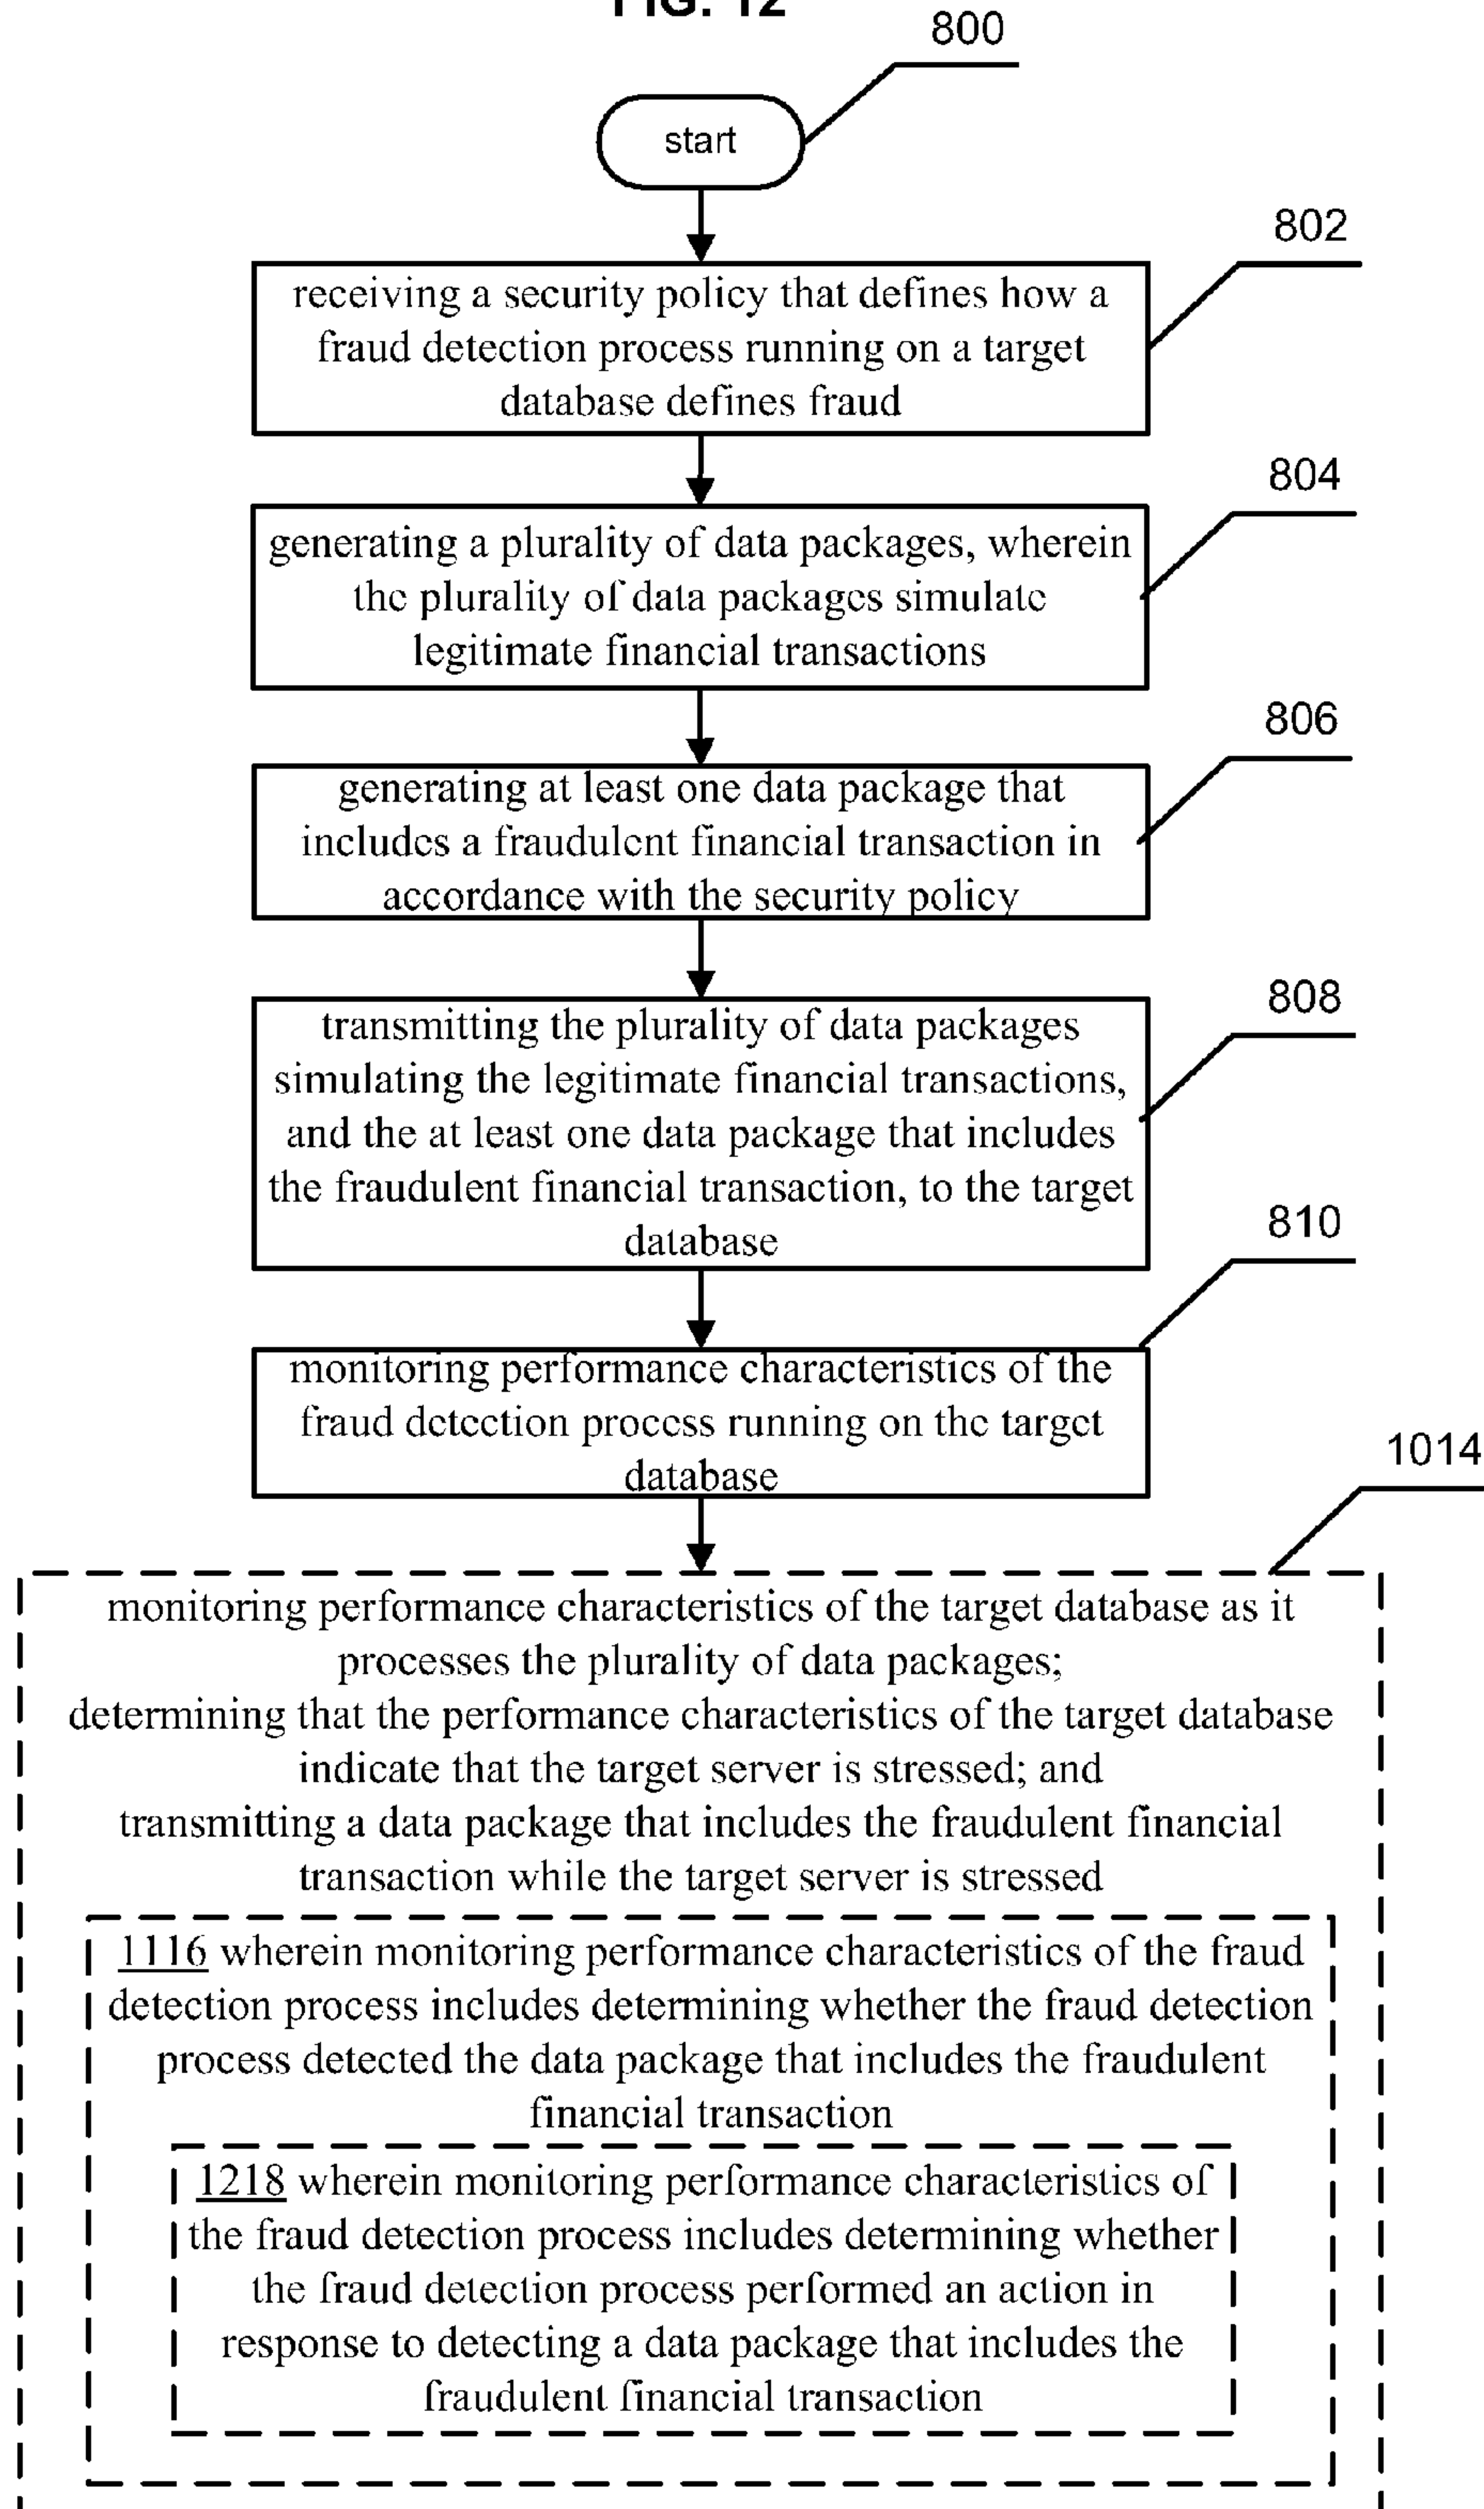 FIG. 12
800
start
802
receiving a security policy that defines how a
fraud detection process running on a target
database defines fraud
804
generating a plurality of data packages, wherein
the plurality of data packages simulate
legitimate financial transactions
806
generating at least one data package that
includes a fraudulent financial transaction in
accordance with the security policy
808
transmitting the plurality of data packages
simulating the legitimate financial transactions,
and the at least one data package that includes
the fraudulent financial transaction, to the target
database
810
monitoring performance characteristics of the
fraud detection process running on the target
database
1014
monitoring performance characteristics of the target database as it
processes the plurality of data packages;
determining that the performance characteristics of the target database
indicate that the target server is stressed; and
transmitting a data package that includes the fraudulent financial
transaction while the target server is stressed
1116 wherein monitoring performance characteristics of the fraud
detection process includes determining whether the fraud detection
process detected the data package that includes the fraudulent
financial transaction
1218 wherein monitoring performance characteristics of
the fraud detection process includes determining whether
the fraud detection process performed an action in
response to detecting a data package that includes the
fraudulent financial transaction